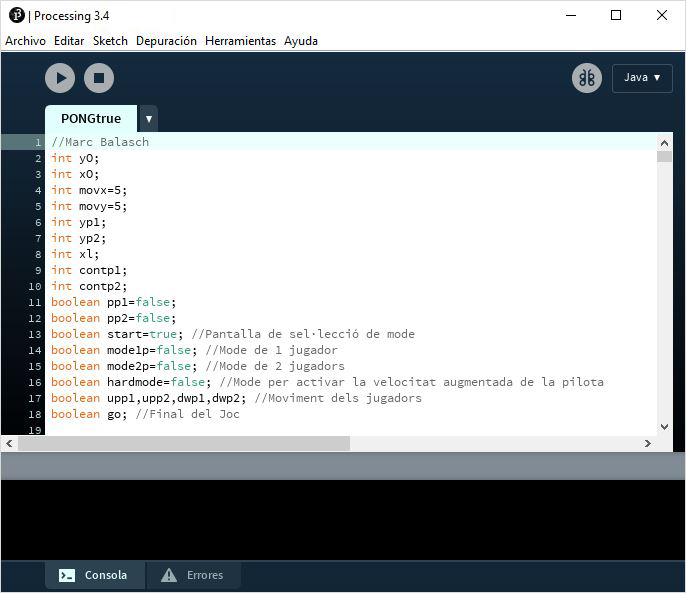 | Processing 3.4
Archivo Editar Sketch Depuración Herramientas Ayuda
Java ▾
PONGtrue ▾
1 //Marc Balasch
2 int yO;
3 int xO;
4 int movx=5;
5 int movy=5;
6 int yp1;
7 int yp2;
8 int xl;
9 int contp1;
10 int contp2;
11 boolean pp1=false;
12 boolean pp2=false;
13 boolean start=true; //Pantalla de sel·lecció de mode
14 boolean mode1p=false; //Mode de 1 jugador
15 boolean mode2p=false; //Mode de 2 jugadors
16 boolean hardmode=false; //Mode per activar la velocitat augmentada de la pilota
17 boolean upp1,upp2,dwp1,dwp2; //Moviment dels jugadors
18 boolean go; //Final del Joc
19
Consola Errores